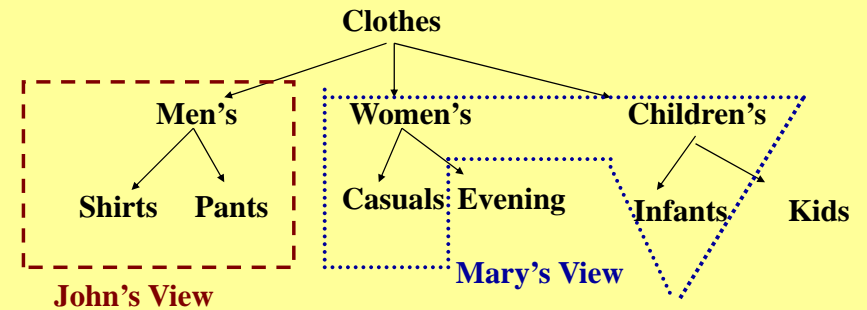 Clothes
Men's Women's Children's
Shirts Pants Casuals Evening Infants Kids
Mary's View
John's View